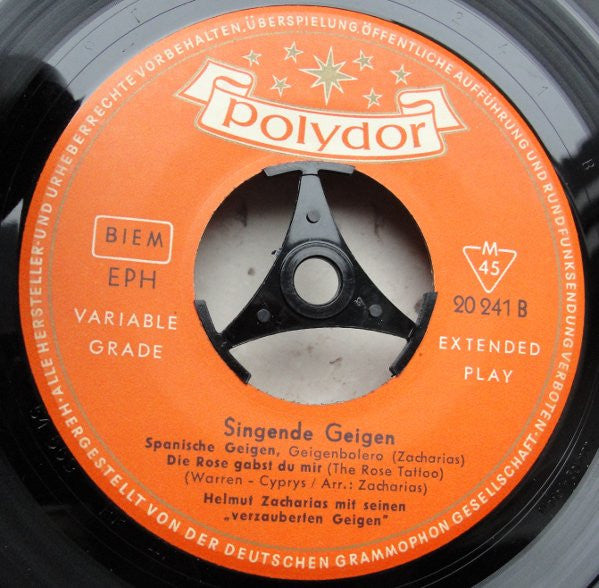 ALLE HERSTELLER-UND URHEBERRECHTE VORBEHALTEN. ÜBERSPIELUNG, ÖFFENTLICHE AUFFÜHRUNG UND RUNDFUNKSENDUNG VERBOTEN.
polydor
BIEM
EPH
VARIABLE
GRADE
M
45
20 241 B
EXTENDED
PLAY
Singende Geigen
Spanische Geigen, Geigenbolero (Zacharias)
Die Rose gabst du mir (The Rose Tattoo)
(Warren - Cyprys / Arr.: Zacharias)
Helmut Zacharias mit seinen
„verzauberten Geigen"
HERGESTELLT VON DER DEUTSCHEN GRAMMOPHON GESELLSCHAFT